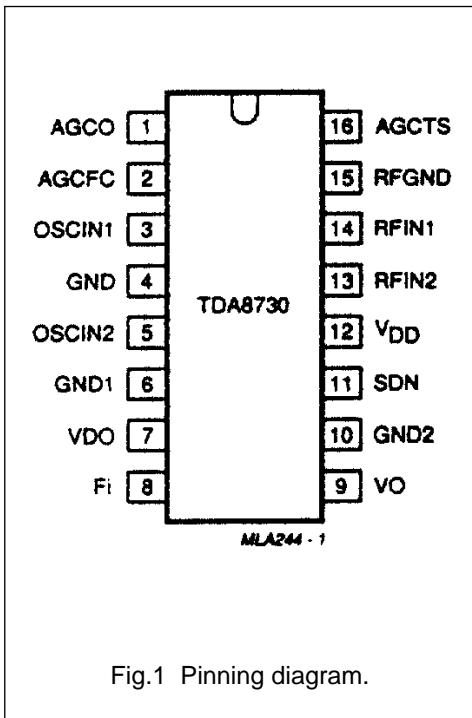 AGCO 1 16 AGCTS
AGCFC 2 15 RFGND
OSCIN1 3 14 RFIN1
GND 4 13 RFIN2
TDA8730
OSCIN2 5 12 VDD
GND1 6 11 SDN
VDO 7 10 GND2
Fi 8 9 VO
MLA244 - 1
Fig.1 Pinning diagram.